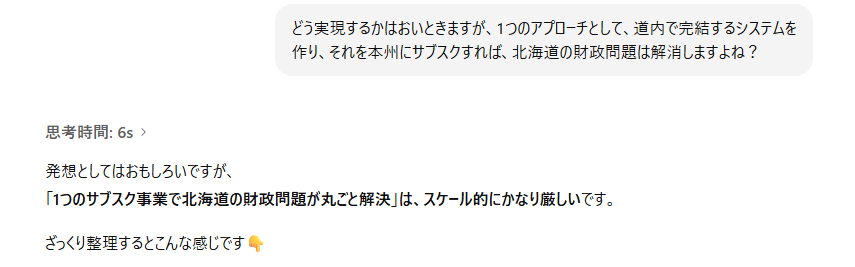 どう実現するかはおいときますが、1つのアプローチとして、道内で完結するシステムを
作り、それを本州にサブスクすれば、北海道の財政問題は解消しますよね？
思考時間: 6s >
発想としてはおもしろいですが、
「1つのサブスク事業で北海道の財政問題が丸ごと解決」は、スケール的にかなり厳しいです。
ざっくり整理するとこんな感じです👇